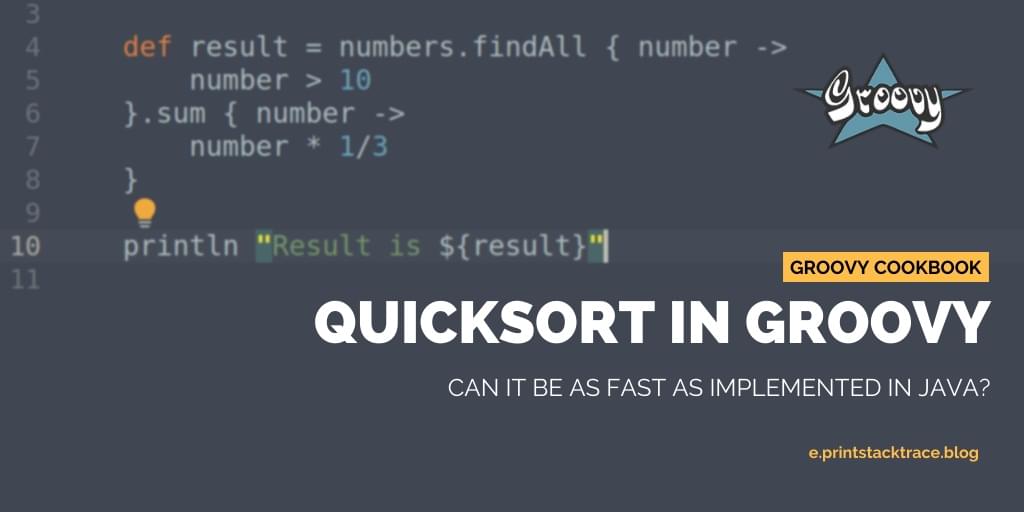 3
4 def result = numbers.findAll { number ->
5 number > 10
6 }.sum { number ->
7 number * 1/3
8 }
9
10 println "Result is ${result}"
11
Groovy
GROOVY COOKBOOK
QUICKSORT IN GROOVY
CAN IT BE AS FAST AS IMPLEMENTED IN JAVA?
e.printstacktrace.blog